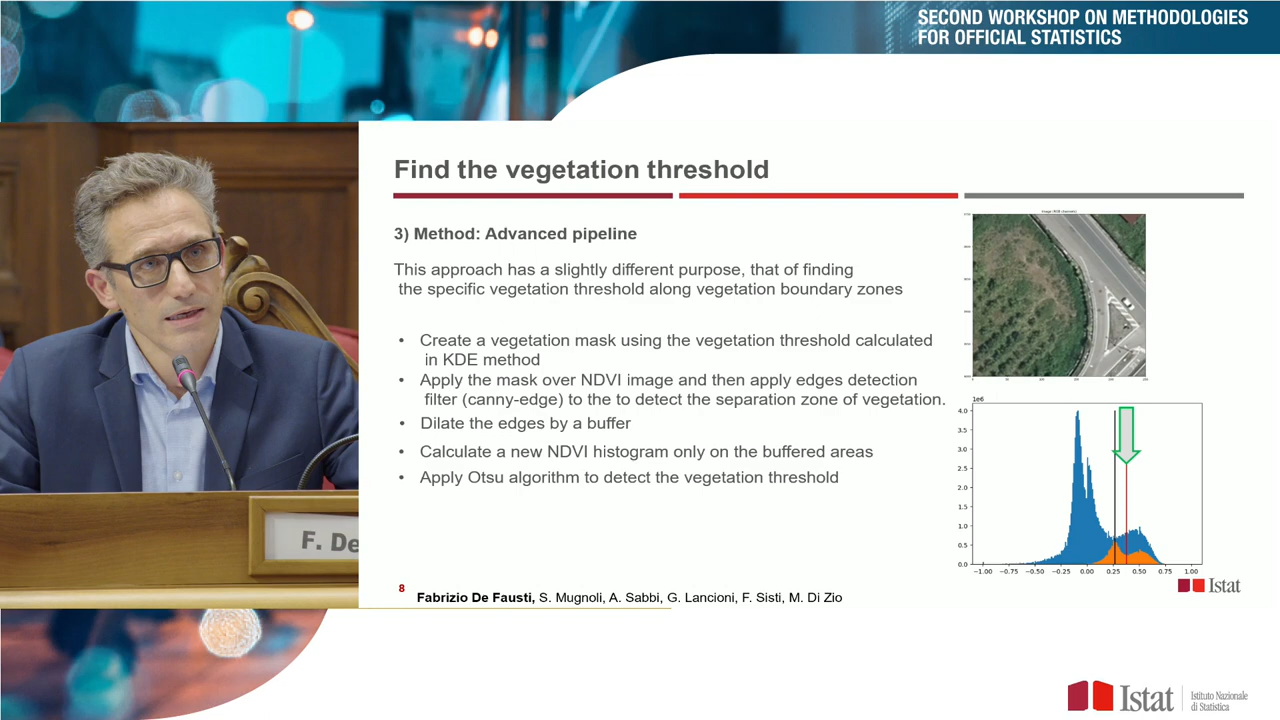 SECOND WORKSHOP ON METHODOLOGIES
FOR OFFICIAL STATISTICS
Find the vegetation threshold
3) Method: Advanced pipeline
This approach has a slightly different purpose, that of finding
the specific vegetation threshold along vegetation boundary zones
• Create a vegetation mask using the vegetation threshold calculated
in KDE method
• Apply the mask over NDVI image and then apply edges detection
filter (canny-edge) to the to detect the separation zone of vegetation.
• Dilate the edges by a buffer
• Calculate a new NDVI histogram only on the buffered areas
• Apply Otsu algorithm to detect the vegetation threshold
1e6
4.0
3.5
3.0
2.5
2.0
1.5
1.0
0.5
0.0
−1.00 −0.75 −0.50 −0.25 0.00 0.25 0.50 0.75 1.00
F. De
Istat
8
Fabrizio De Fausti, S. Mugnoli, A. Sabbi, G. Lancioni, F. Sisti, M. Di Zio
Istat
Istituto Nazionale
di Statistica